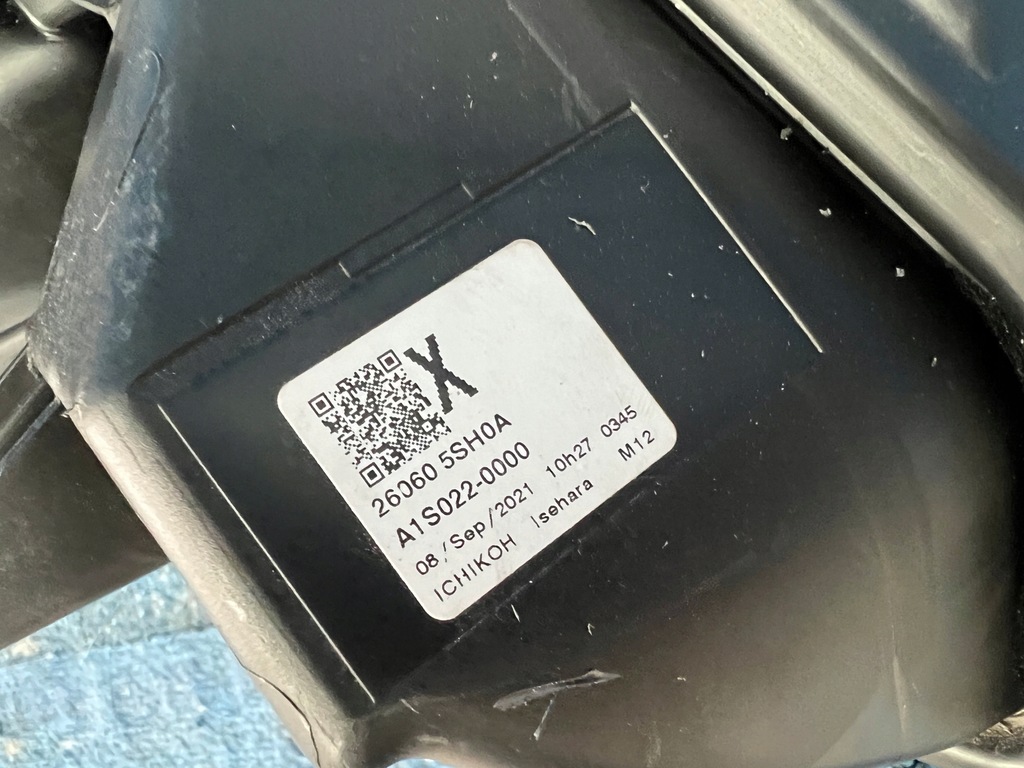 X
26060 5SH0A
A1S022-0000
08/Sep/2021 10h27 0345
ICHIKOH Isehara M12